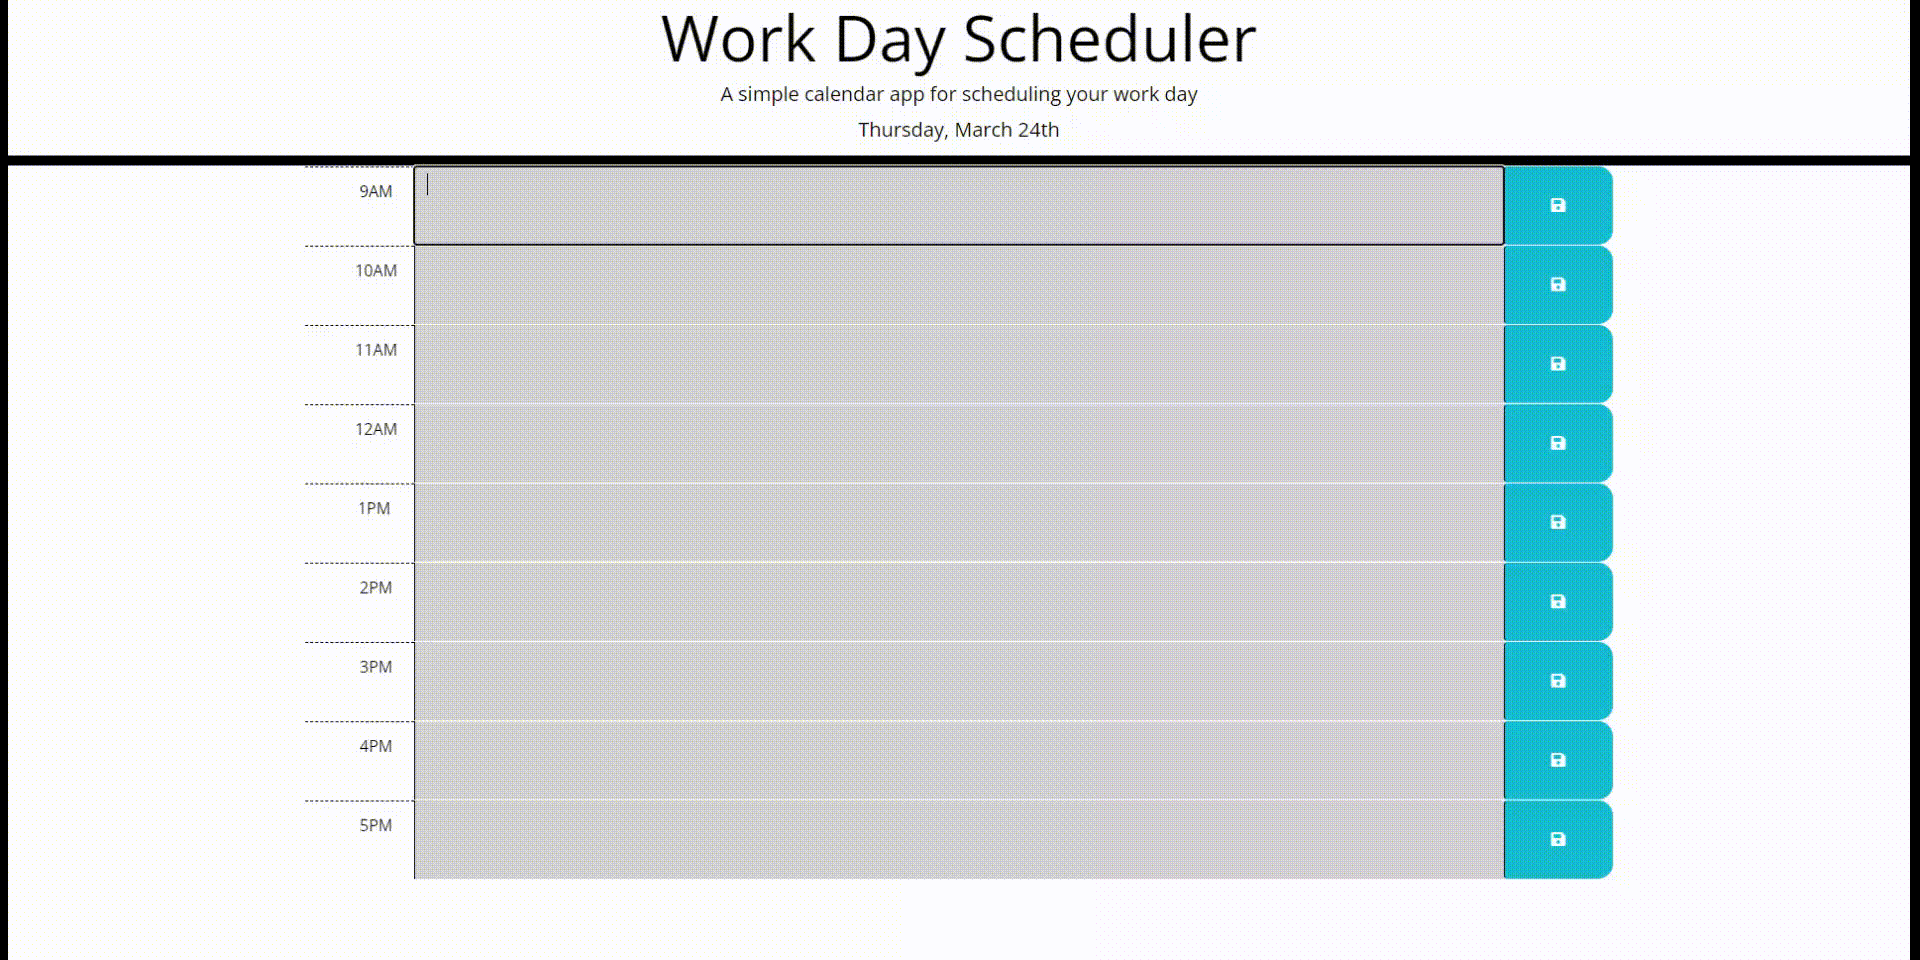 Work Day Scheduler
A simple calendar app for scheduling your work day
Thursday, March 24th
9AM
10AM
11AM
12AM
1PM
2PM
3PM
4PM
5PM